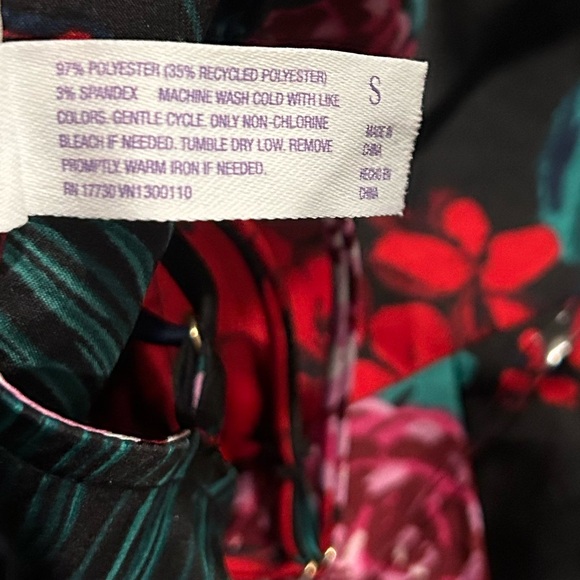 97% POLYESTER (35% RECYCLED POLYESTER)
3% SPANDEX MACHINE WASH COLD WITH LIKE
COLORS. GENTLE CYCLE. ONLY NON-CHLORINE
BLEACH IF NEEDED. TUMBLE DRY LOW. REMOVE
PROMPTLY. WARM IRON IF NEEDED.
RN 17730 VN1300110
S
MADE IN
CHINA
HECHO EN
CHINA